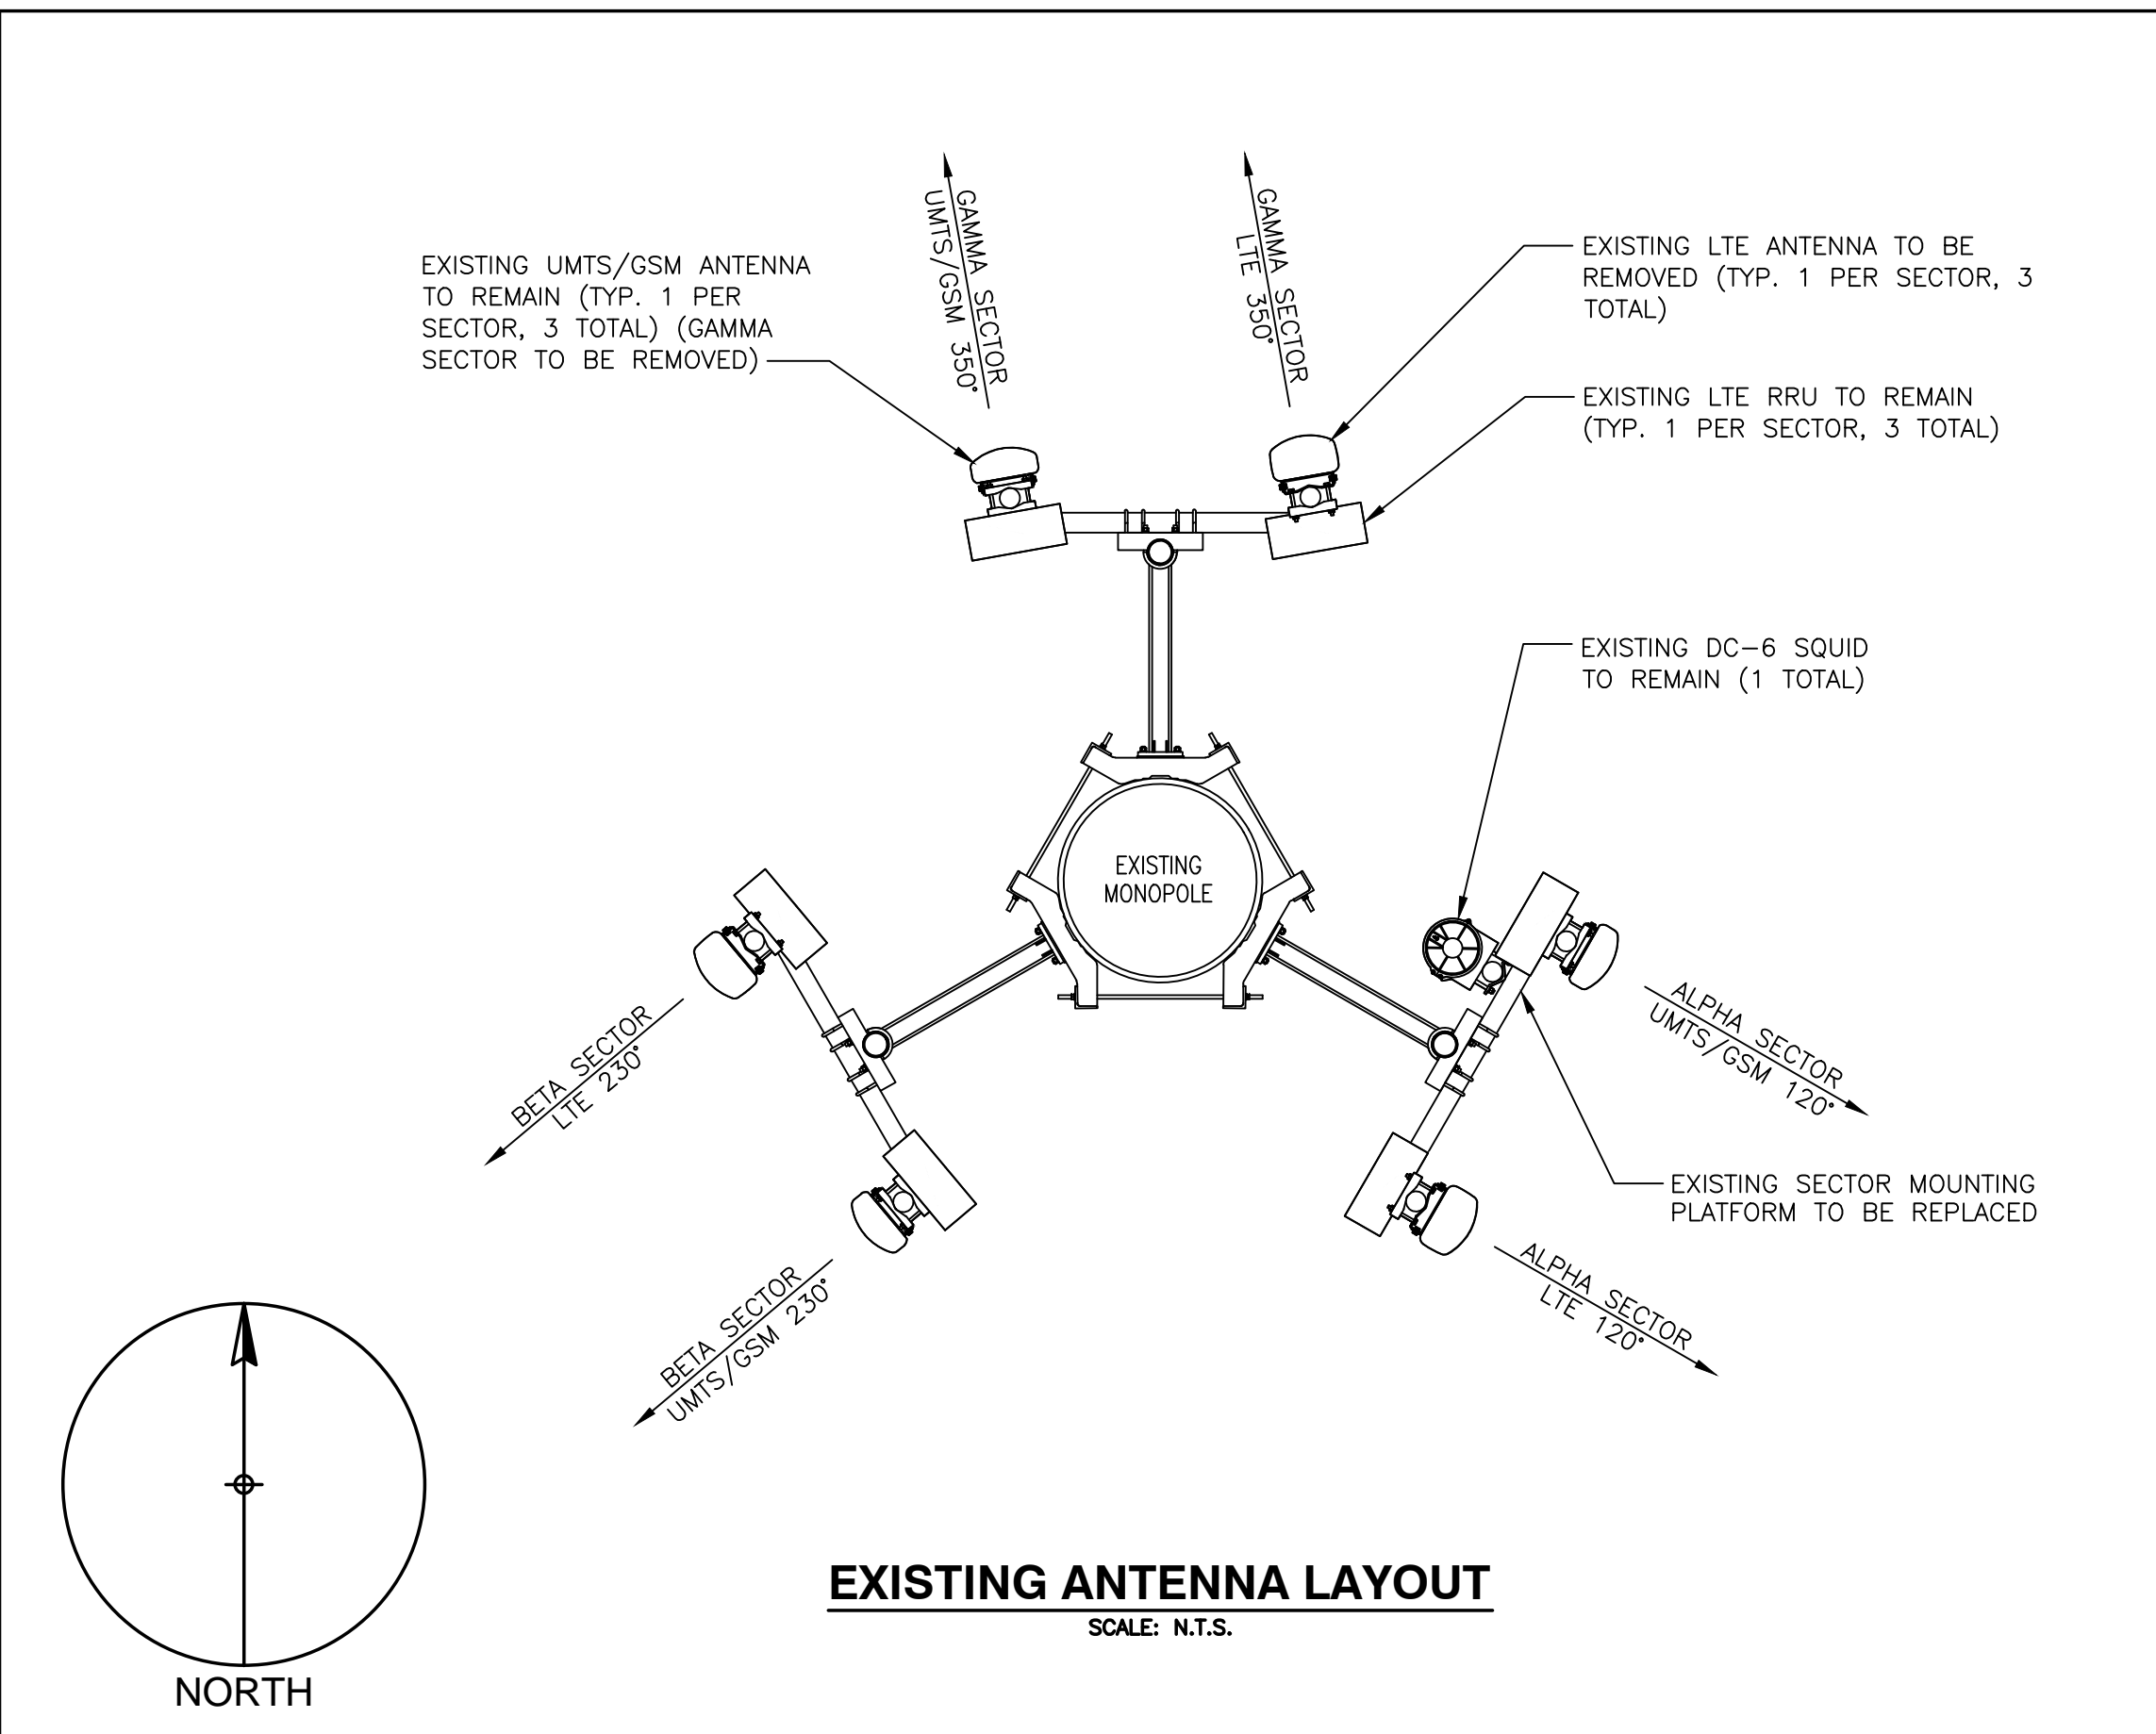 GAMMA SECTOR
UMTS/GSM 350°
GAMMA SECTOR
LTE 350°
EXISTING UMTS/GSM ANTENNA
TO REMAIN (TYP. 1 PER
SECTOR, 3 TOTAL) (GAMMA
SECTOR TO BE REMOVED)
EXISTING LTE ANTENNA TO BE
REMOVED (TYP. 1 PER SECTOR, 3
TOTAL)
EXISTING LTE RRU TO REMAIN
(TYP. 1 PER SECTOR, 3 TOTAL)
EXISTING DC-6 SQUID
TO REMAIN (1 TOTAL)
EXISTING
MONOPOLE
BETA SECTOR
LTE 230°
ALPHA SECTOR
UMTS/GSM 120°
EXISTING SECTOR MOUNTING
PLATFORM TO BE REPLACED
BETA SECTOR
UMTS/GSM 230°
ALPHA SECTOR
LTE 120°
NORTH
EXISTING ANTENNA LAYOUT
SCALE: N.T.S.